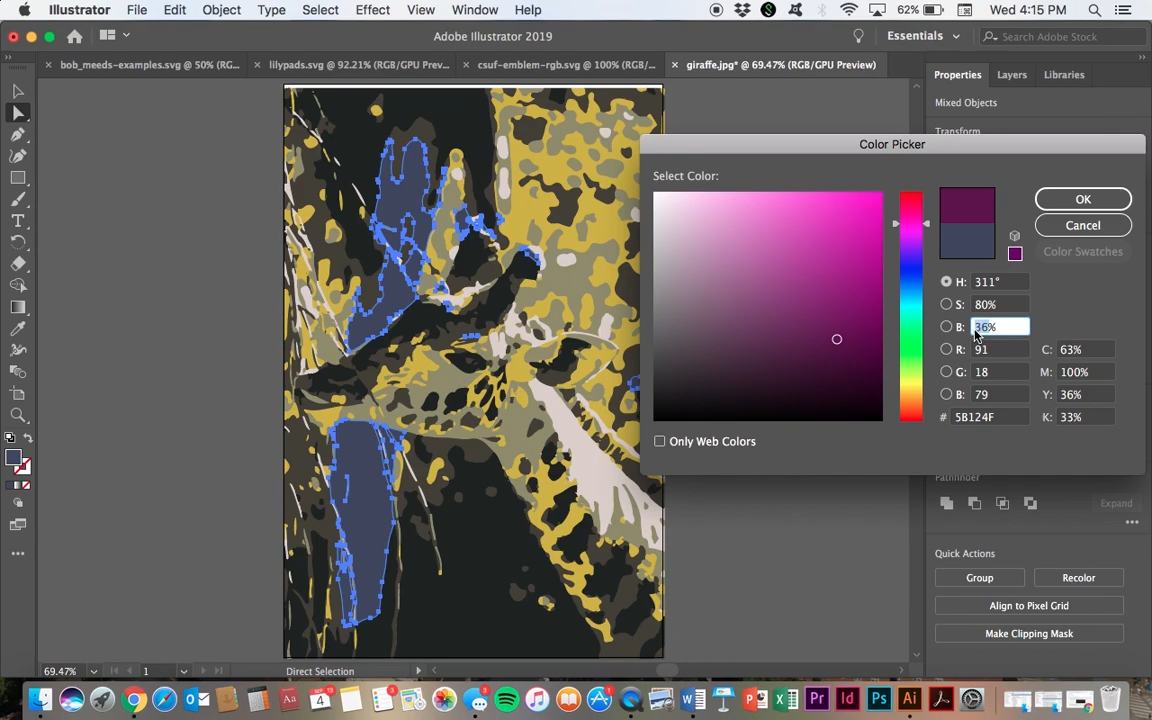 Illustrator File Edit Object Type Select Effect View Window Help 62% Wed 4:15 PM
Adobe Illustrator 2019 Essentials Search Adobe Stock
bob_meeds-examples.svg @ 50% (RG... lilypads.svg @ 92.21% (RGB/GPU Prev... csuf-emblem-rgb.svg @ 100% (RGB/... giraffe.jpg* @ 69.47% (RGB/GPU Preview)
Properties Layers Libraries
Mixed Objects
Transform
Color Picker
Select Color:
OK
Cancel
Color Swatches
H: 311°
S: 80%
B: 36%
R: 91 C: 63%
G: 18 M: 100%
B: 79 Y: 36%
# 5B124F K: 33%
Only Web Colors
Pathfinder
Expand
Quick Actions
Group Recolor
Align to Pixel Grid
Make Clipping Mask
69.47% 1 Direct Selection